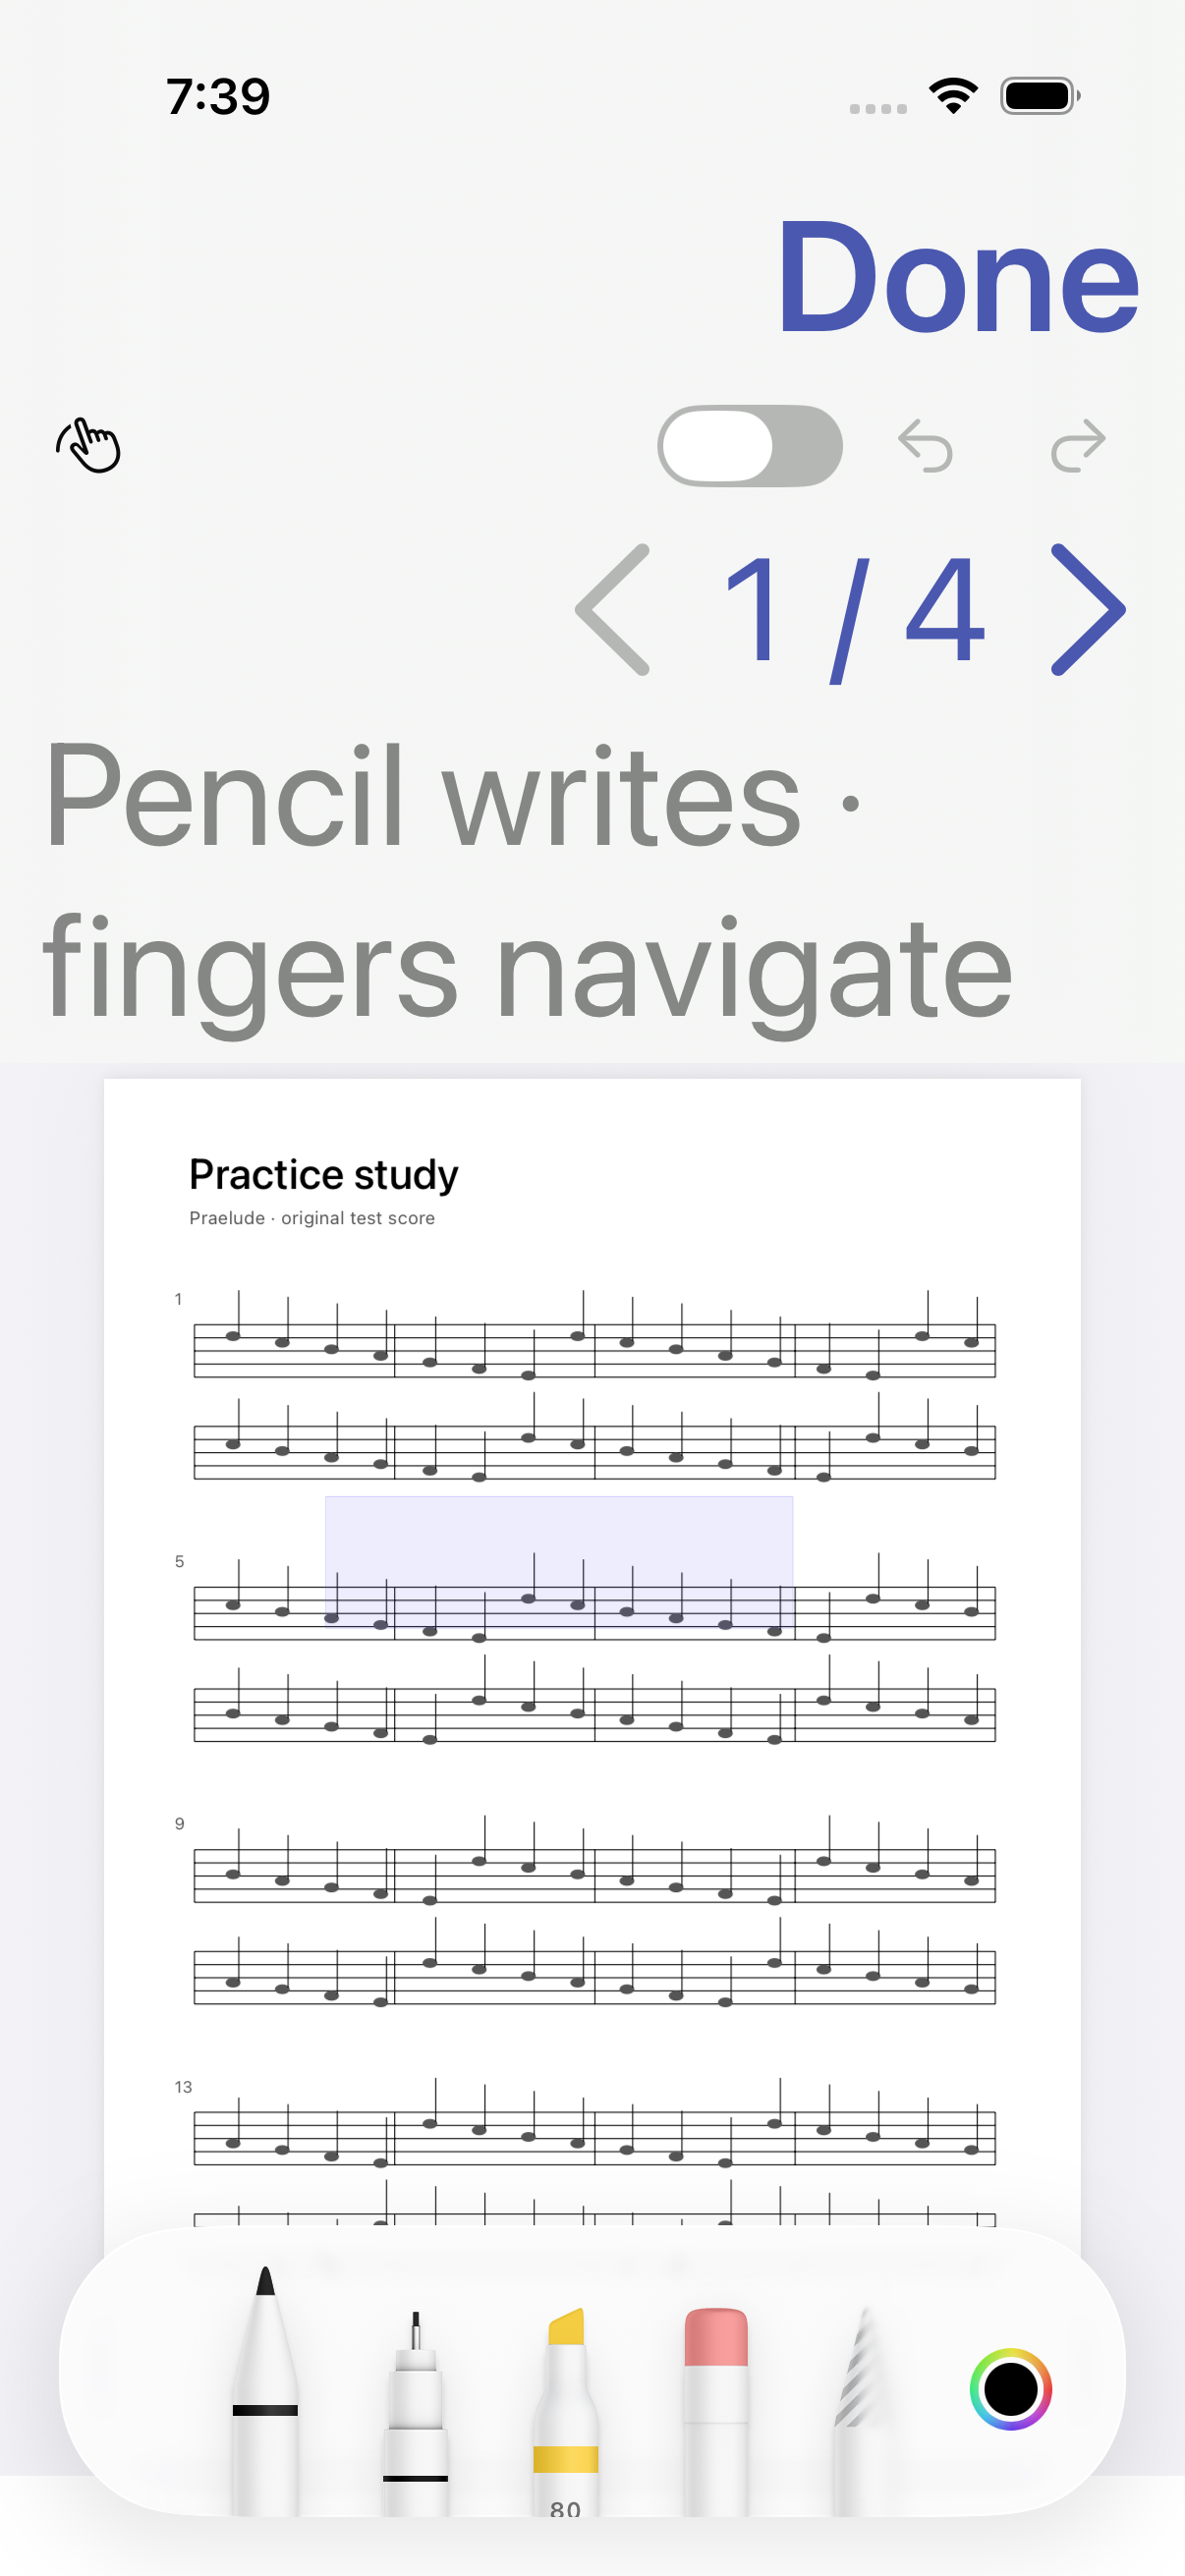 7:39
Done
1 / 4
Pencil writes ·
fingers navigate
Practice study
Praelude · original test score
1
5
9
13
80